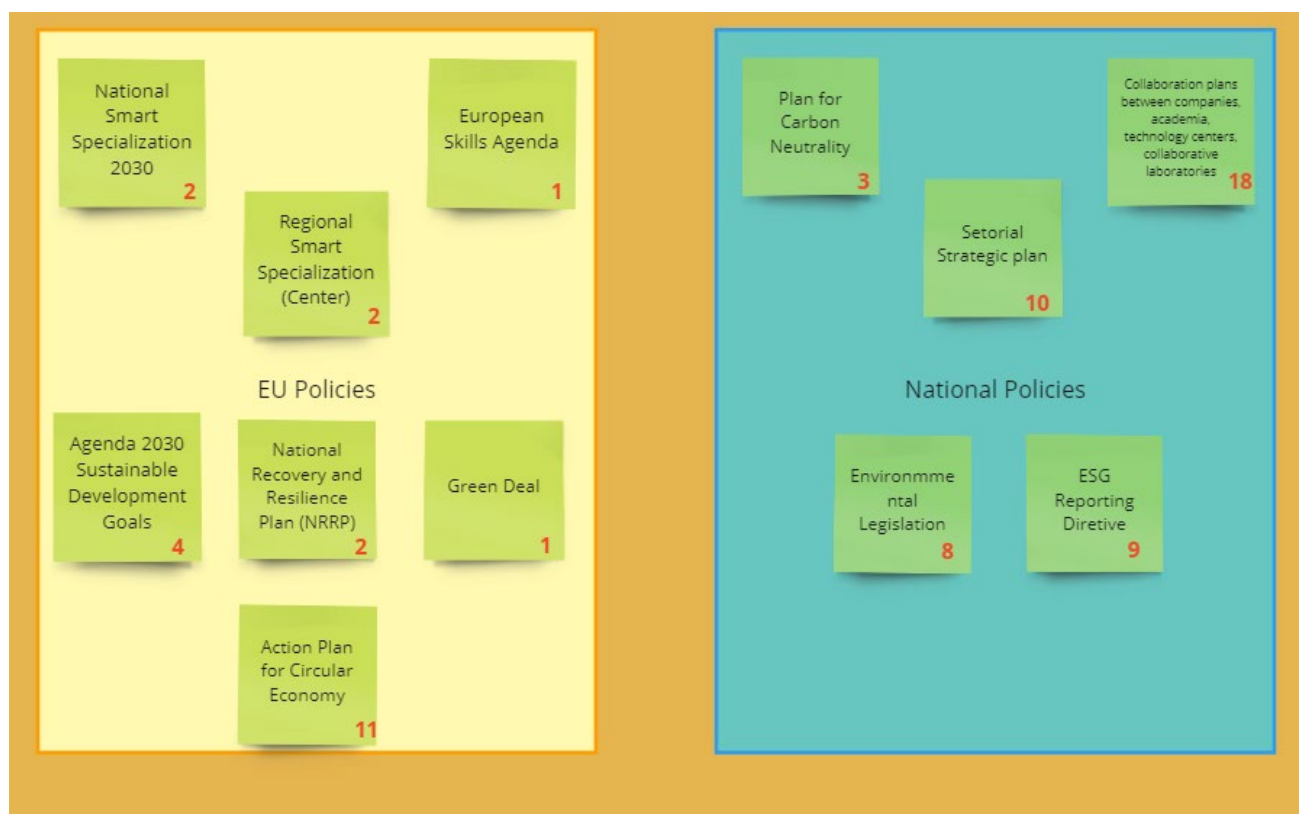 National
Smart
Specialization
2030
2
European
Skills Agenda
1
Regional
Smart
Specialization
(Center)
2
EU Policies
Agenda 2030
Sustainable
Development
Goals
4
National
Recovery and
Resilience
Plan (NRRP)
2
Green Deal
1
Action Plan
for Circular
Economy
11
Plan for
Carbon
Neutrality
3
Collaboration plans
between companies,
academia,
technology centers,
collaborative
laboratories
18
Setorial
Strategic plan
10
National Policies
Environmme
ntal
Legislation
8
ESG
Reporting
Diretive
9